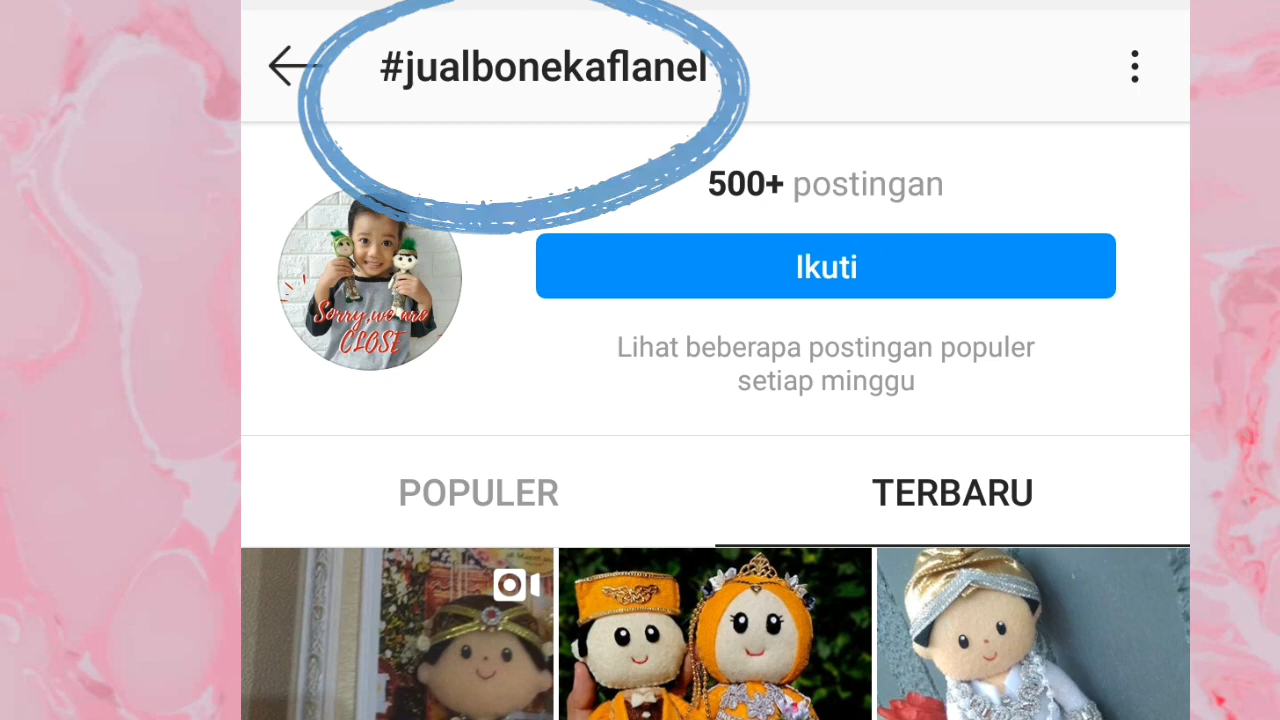 #jualbonekaflanel
500+ postingan
Ikuti
Sorry,we are
CLOSE
Lihat beberapa postingan populer
setiap minggu
POPULER
TERBARU